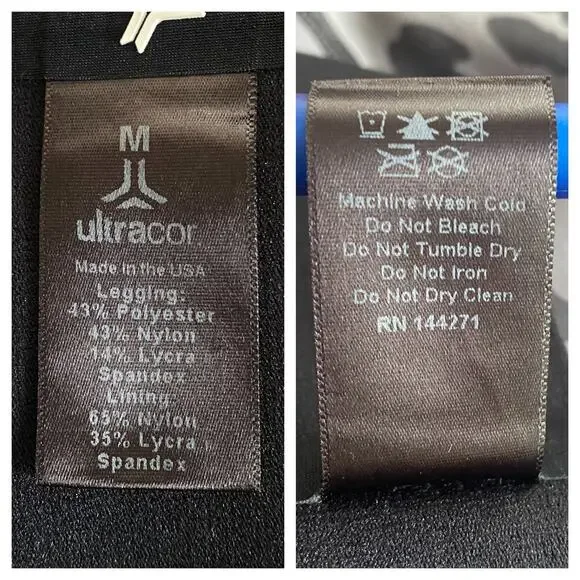 M
ultracor
Made in the USA
Legging:
43% Polyester
43% Nylon
14% Lycra
Spandex
Lining:
65% Nylon
35% Lycra
Spandex
Machine Wash Cold
Do Not Bleach
Do Not Tumble Dry
Do Not Iron
Do Not Dry Clean
RN 144271